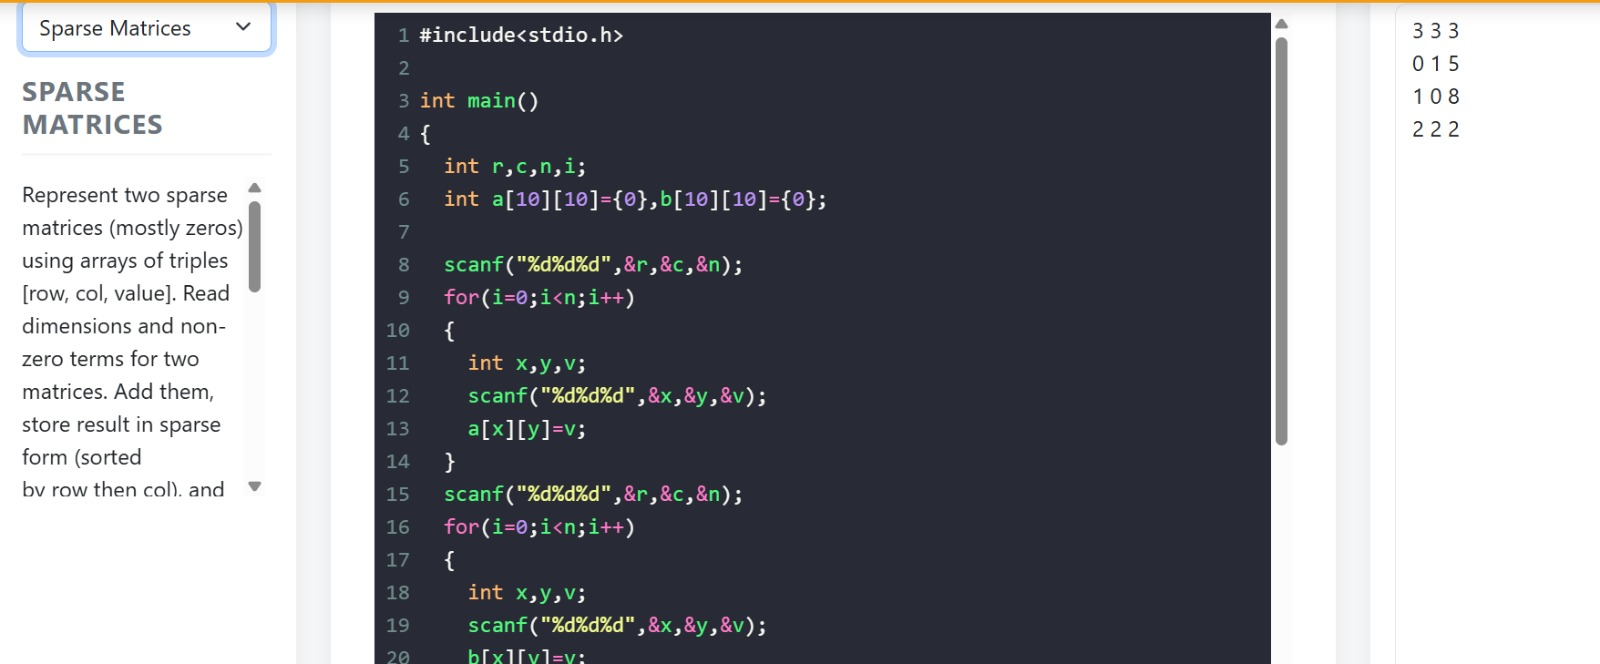 Sparse Matrices
SPARSE
MATRICES
Represent two sparse
matrices (mostly zeros)
using arrays of triples
[row, col, value]. Read
dimensions and non-
zero terms for two
matrices. Add them,
store result in sparse
form (sorted
by row then col), and
1 #include<stdio.h>
2
3 int main()
4 {
5   int r,c,n,i;
6   int a[10][10]={0},b[10][10]={0};
7
8   scanf("%d%d%d",&r,&c,&n);
9   for(i=0;i<n;i++)
10   {
11     int x,y,v;
12     scanf("%d%d%d",&x,&y,&v);
13     a[x][y]=v;
14   }
15   scanf("%d%d%d",&r,&c,&n);
16   for(i=0;i<n;i++)
17   {
18     int x,y,v;
19     scanf("%d%d%d",&x,&y,&v);
20     b[x][y]=v;
3 3 3
0 1 5
1 0 8
2 2 2